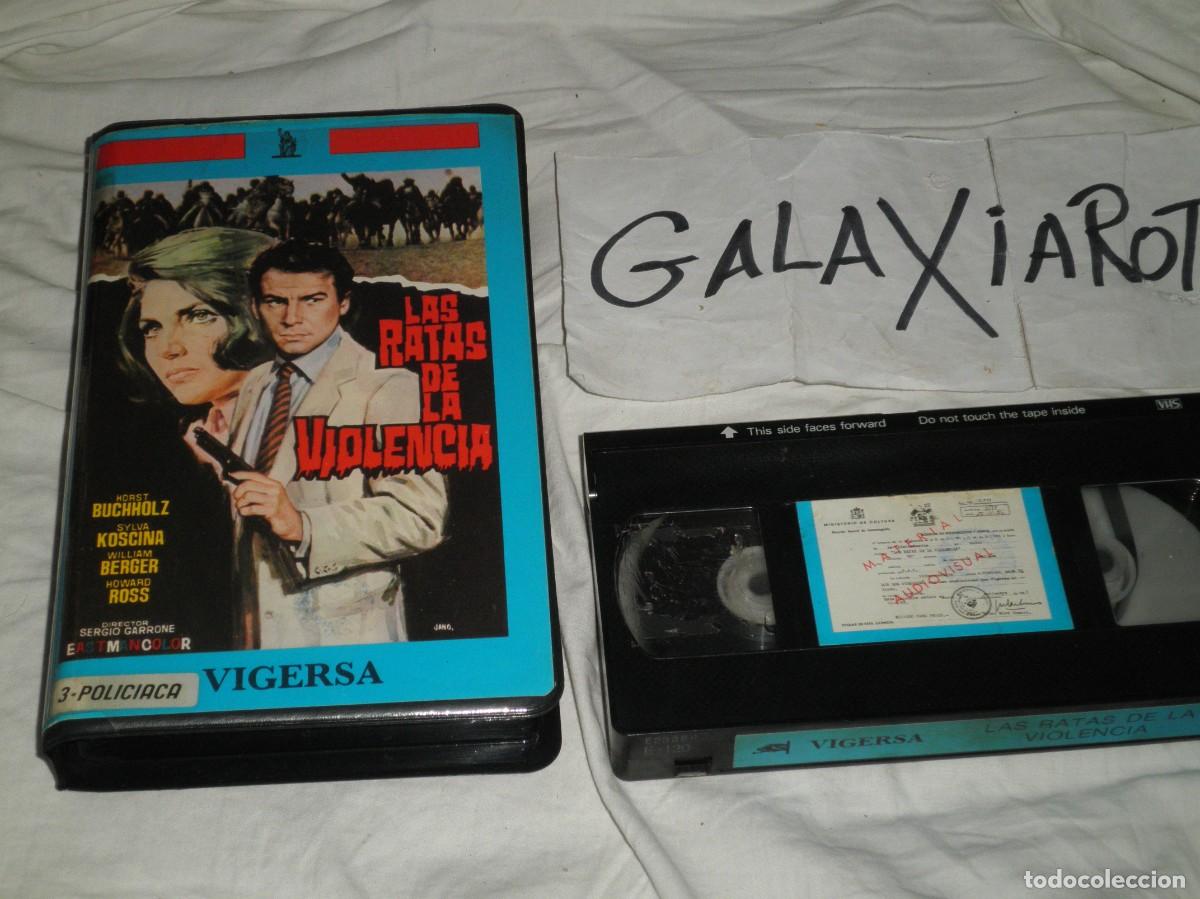 LAS
RATAS
DE
LA
VIOLENCIA
HORST
BUCHHOLZ
SYLVA
KOSCINA
WILLIAM
BERGER
HOWARD
ROSS
DIRECTOR
SERGIO GARRONE
EASTMANCOLOR
JANO.
3-POLICIACA
VIGERSA
GALAXiAROT
This side faces forward
Do not touch the tape inside
VHS
MINISTERIO DE CULTURA
MATERIAL
AUDIOVISUAL
E-120
VIGERSA
LAS RATAS DE LA
VIOLENCIA
todocoleccion